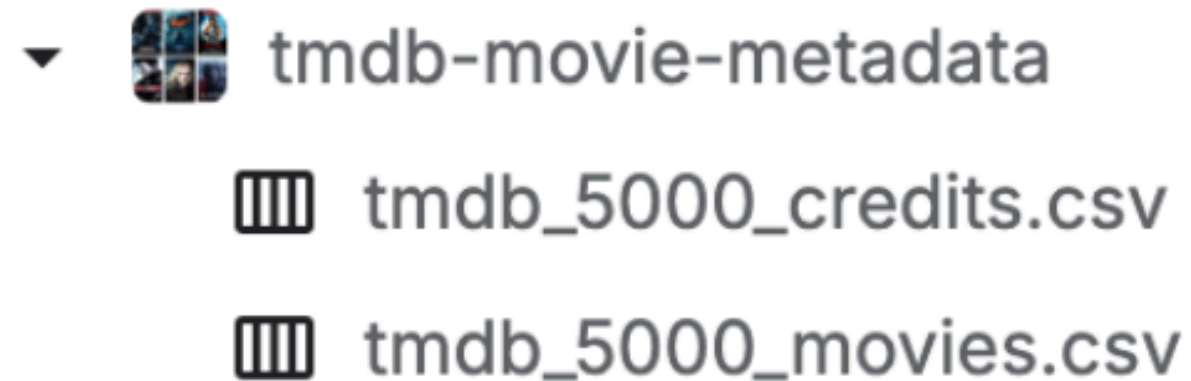 tmdb-movie-metadata
tmdb_5000_credits.csv
tmdb_5000_movies.csv